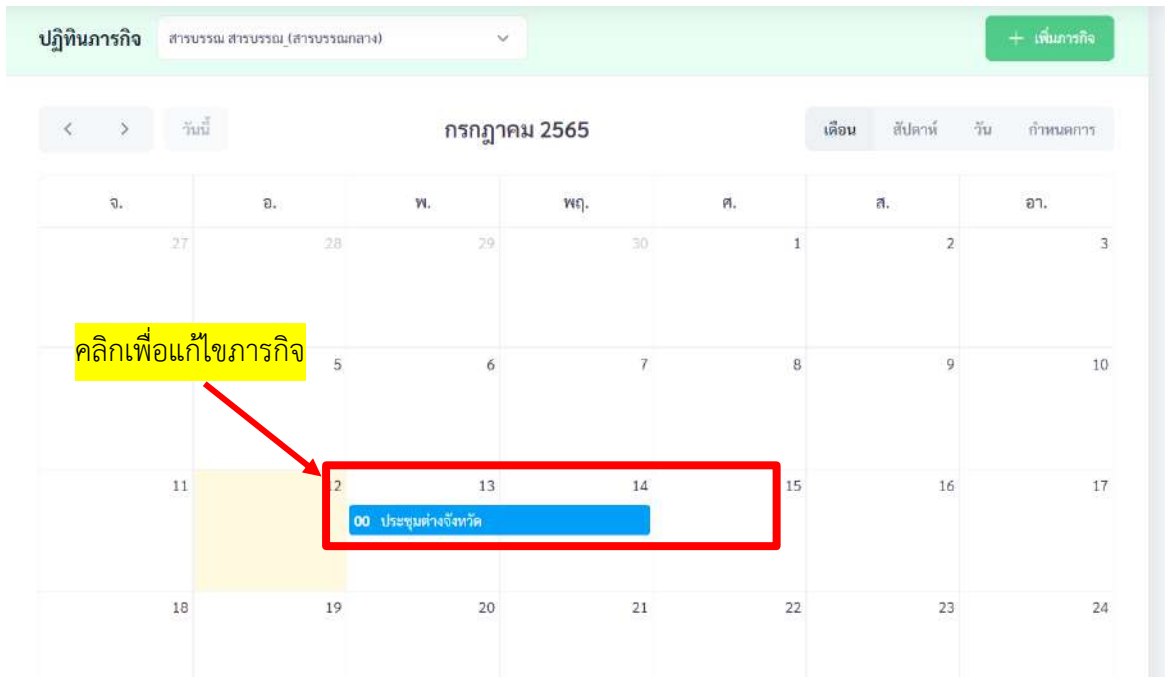 ปฏิทินภารกิจ สารบรรณ สารบรรณ_(สารบรรณกลาง) + เพิ่มภารกิจ
< > วันนี้ กรกฎาคม 2565 เดือน สัปดาห์ วัน กำหนดการ
จ. อ. พ. พฤ. ศ. ส. อา.
27 28 29 30 1 2 3
คลิกเพื่อแก้ไขภารกิจ
5 6 7 8 9 10
11 12 13 14 15 16 17
00 ประชุมต่างจังหวัด
18 19 20 21 22 23 24